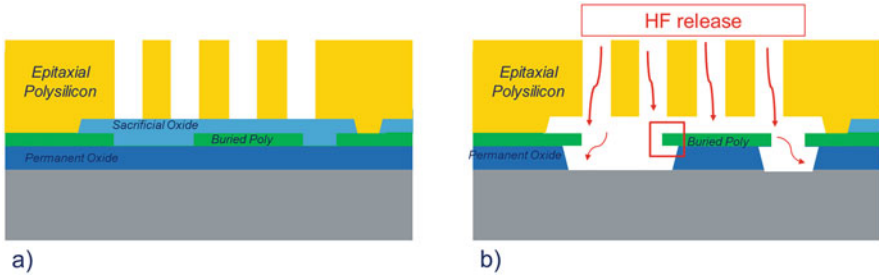 HF release
Epitaxial
Polysilicon
Sacrificial Oxide
Buried Poly
Permanent Oxide
a)
Epitaxial
Polysilicon
Buried Poly
Permanent Oxide
b)